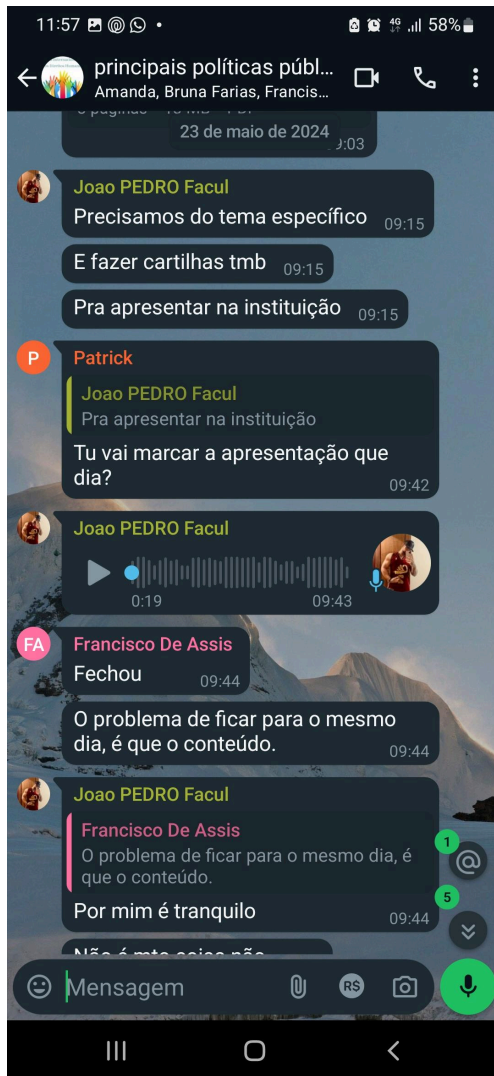 11:57
4G
58%
principais políticas públ...
Amanda, Bruna Farias, Francis...
23 de maio de 2024
09:03
Joao PEDRO Facul
Precisamos do tema específico 09:15
E fazer cartilhas tmb 09:15
Pra apresentar na instituição 09:15
P
Patrick
Joao PEDRO Facul
Pra apresentar na instituição
Tu vai marcar a apresentação que
dia?
09:42
Joao PEDRO Facul
0:19 09:43
FA
Francisco De Assis
Fechou 09:44
O problema de ficar para o mesmo
dia, é que o conteúdo.
09:44
Joao PEDRO Facul
Francisco De Assis
O problema de ficar para o mesmo dia, é
que o conteúdo.
1
@
Por mim é tranquilo 09:44
5
Não é mto coisa não
Mensagem
R$